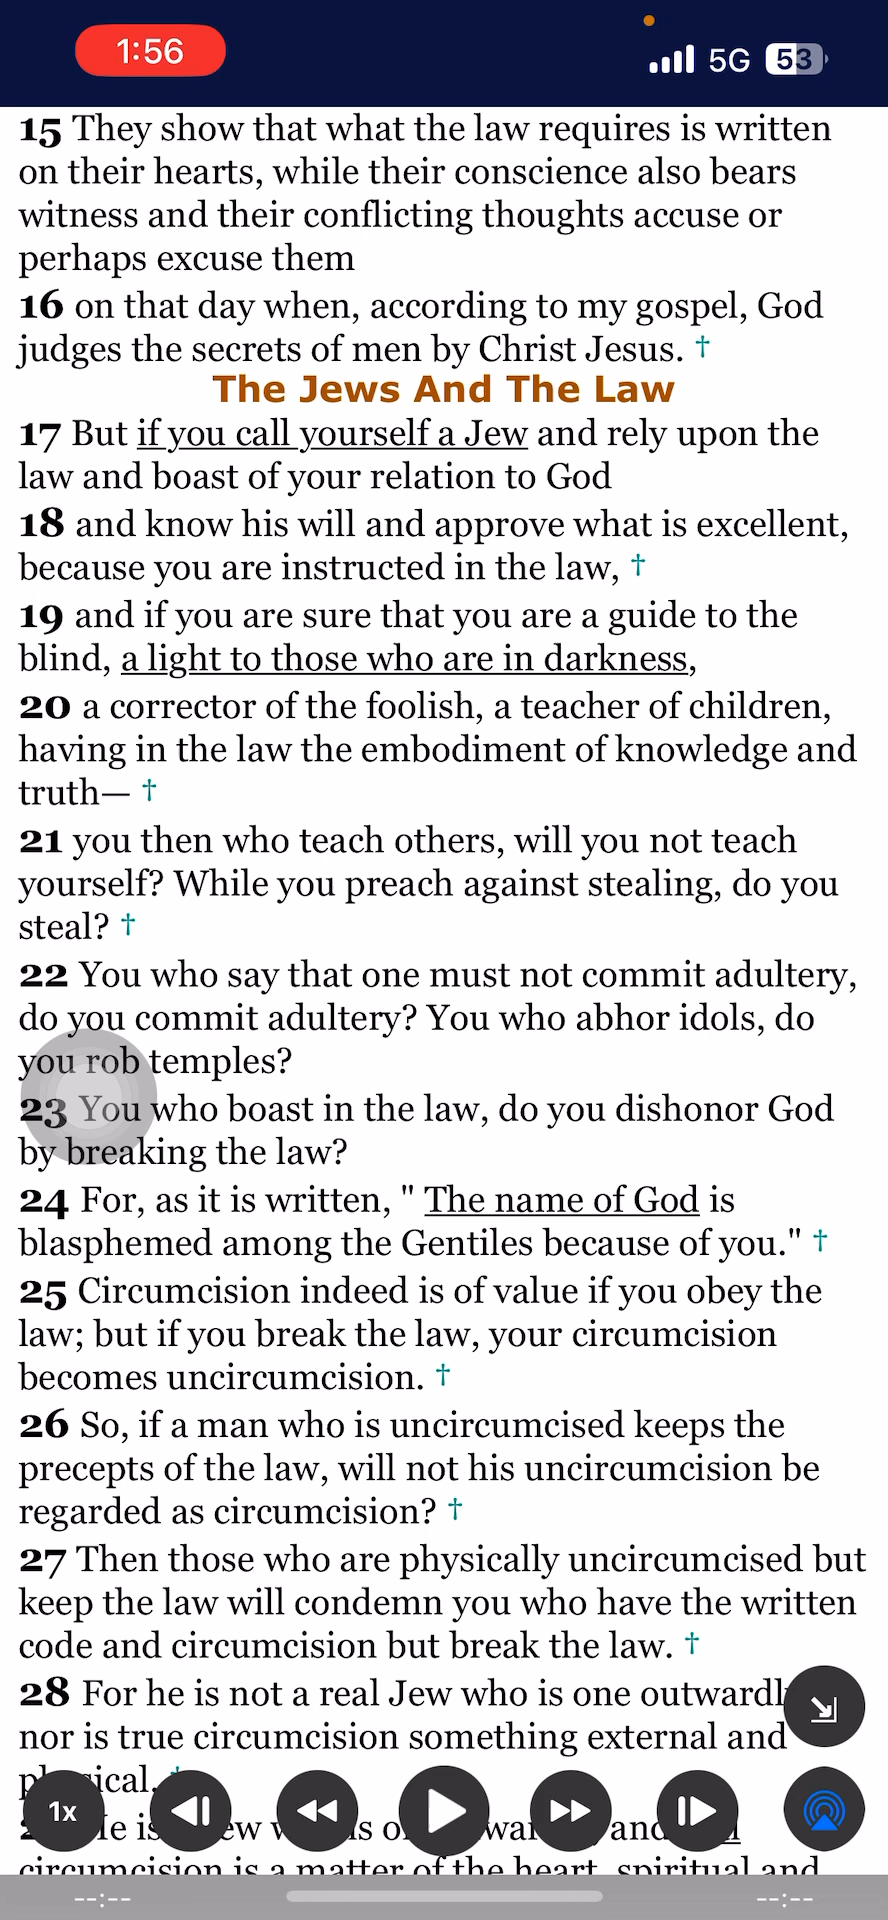 1:56
5G 53
15 They show that what the law requires is written
on their hearts, while their conscience also bears
witness and their conflicting thoughts accuse or
perhaps excuse them
16 on that day when, according to my gospel, God
judges the secrets of men by Christ Jesus. †
The Jews And The Law
17 But if you call yourself a Jew and rely upon the
law and boast of your relation to God
18 and know his will and approve what is excellent,
because you are instructed in the law, †
19 and if you are sure that you are a guide to the
blind, a light to those who are in darkness,
20 a corrector of the foolish, a teacher of children,
having in the law the embodiment of knowledge and
truth— †
21 you then who teach others, will you not teach
yourself? While you preach against stealing, do you
steal? †
22 You who say that one must not commit adultery,
do you commit adultery? You who abhor idols, do
you rob temples?
23 You who boast in the law, do you dishonor God
by breaking the law?
24 For, as it is written, " The name of God is
blasphemed among the Gentiles because of you." †
25 Circumcision indeed is of value if you obey the
law; but if you break the law, your circumcision
becomes uncircumcision. †
26 So, if a man who is uncircumcised keeps the
precepts of the law, will not his uncircumcision be
regarded as circumcision? †
27 Then those who are physically uncircumcised but
keep the law will condemn you who have the written
code and circumcision but break the law. †
28 For he is not a real Jew who is one
nor is true circumcision something external and
1x
circumcision is a matter of the heart, spiritual and
--:-- --:--